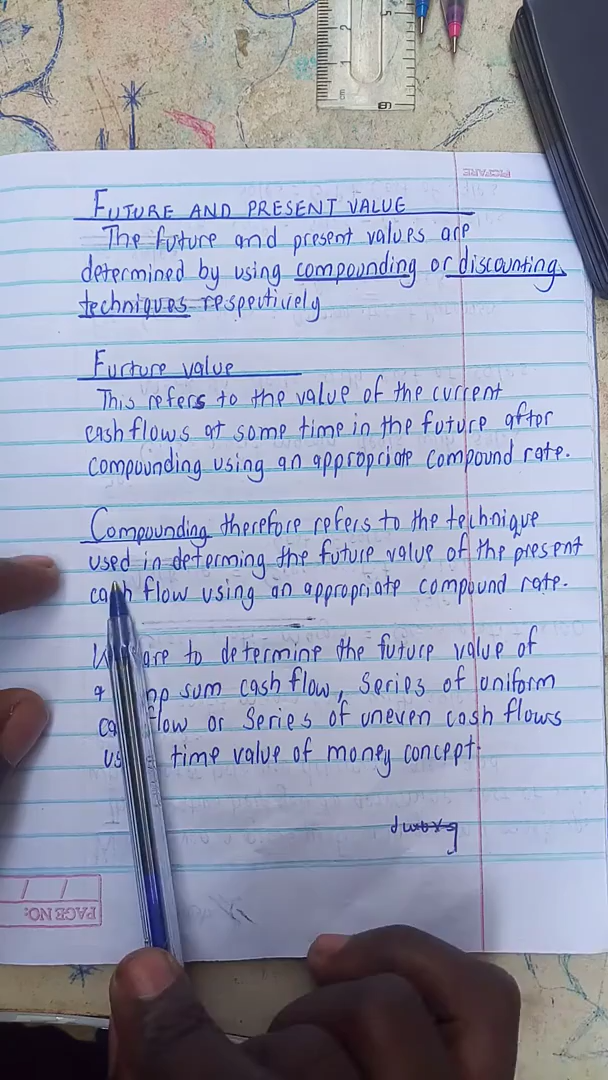 FUTURE AND PRESENT VALUE
The future and present values are
determined by using compounding or discounting
techniques respectively
Furture value
This refers to the value of the current
cash flows at some time in the future after
compounding using an appropriate compound rate.
Compounding therefore refers to the technique
used in determing the future value of the present
cash flow using an appropriate compound rate.
are to determine the future value of
sum cash flow, series of uniform
flow or series of uneven cash flows
time value of money concept.
PAGE NO: